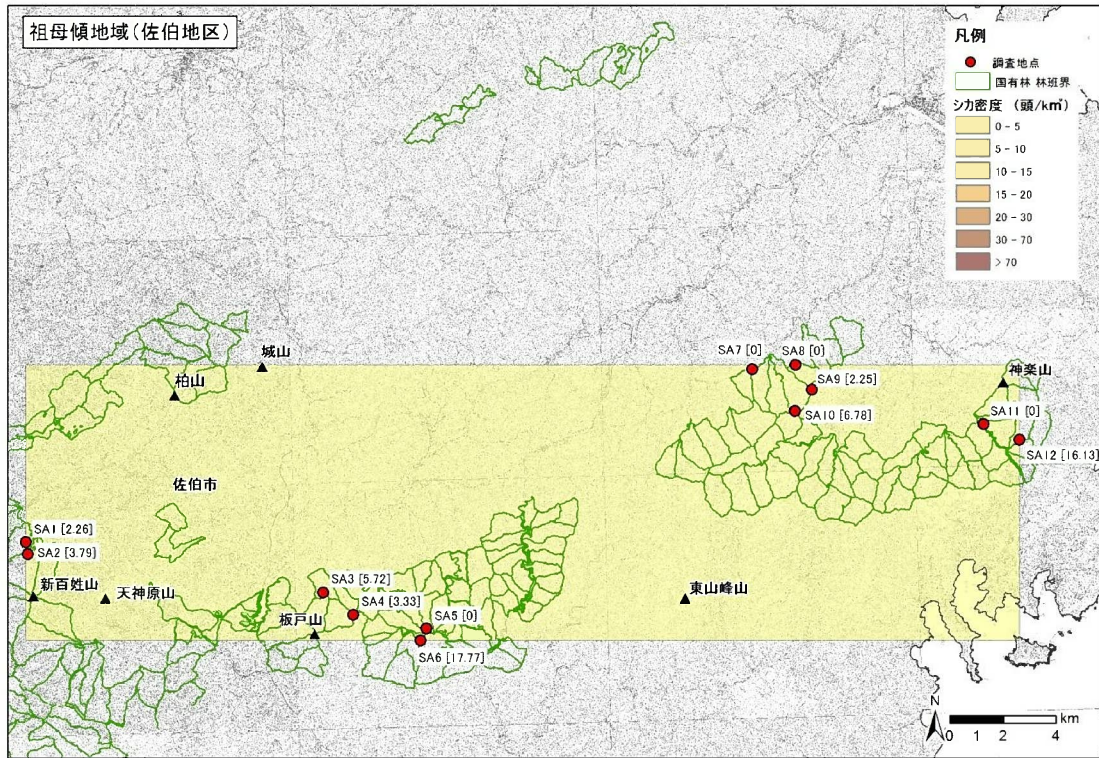 祖母傾地域(佐伯地区)
凡例
調査地点
国有林 林班界
シカ密度 (頭/k㎡)
0 - 5
5 - 10
10 - 15
15 - 20
20 - 30
30 - 70
> 70
城山
柏山
SA7 [0]
SA8 [0]
SA9 [2.25]
SA10 [6.78]
神楽山
SA11 [0]
SA12 [16.13]
佐伯市
SA1 [2.26]
SA2 [3.79]
新百姓山
天神原山
SA3 [5.72]
SA4 [3.33]
板戸山
SA5 [0]
SA6 [17.77]
東山峰山
N
km
0 1 2 4